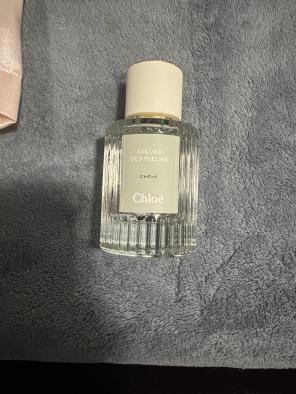 ATELIER
DES FLEURS
CHÊNE
Chloé